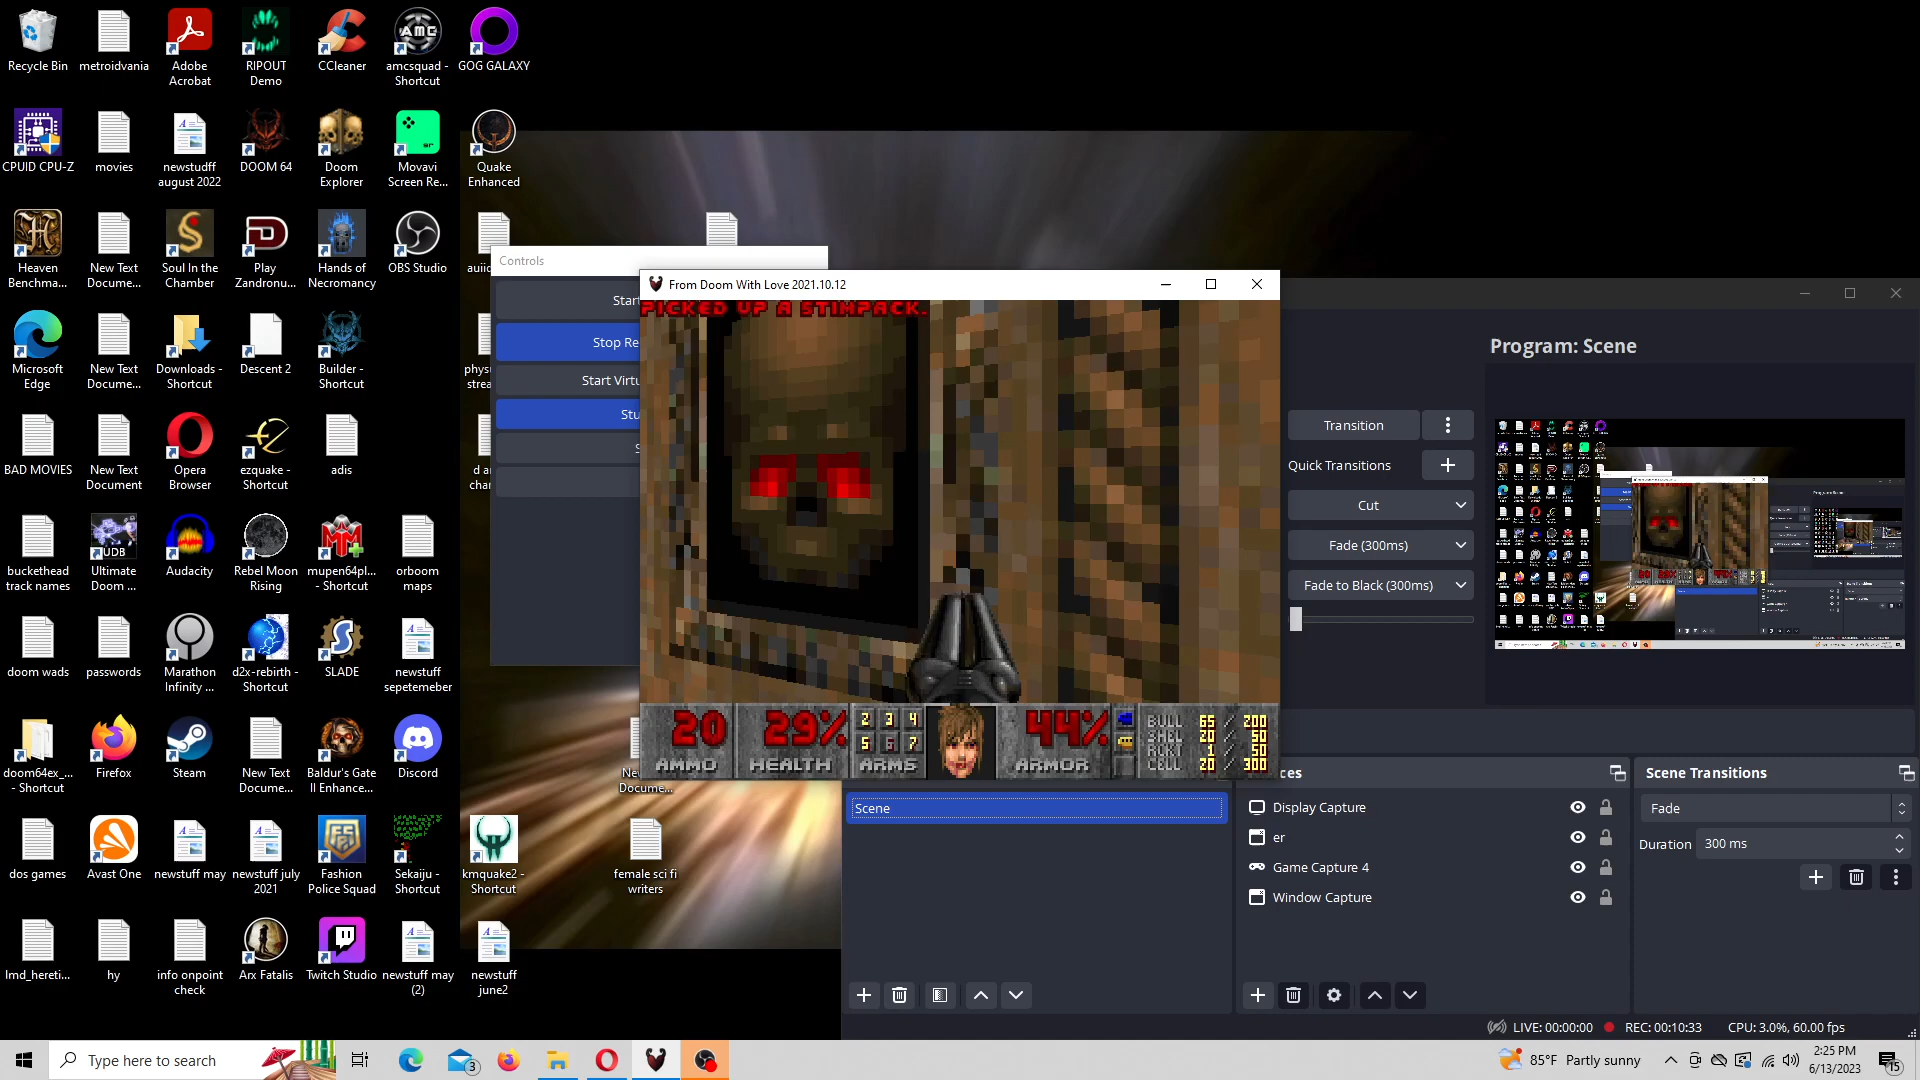 Recycle Bin
metroidvania
Adobe
Acrobat
RIPOUT
Demo
CCleaner
amcsquad -
Shortcut
GOG GALAXY
CPUID CPU-Z
movies
newstudff
august 2022
DOOM 64
Doom
Explorer
Movavi
Screen Re...
Quake
Enhanced
Heaven
Benchma...
New Text
Docume...
Soul In the
Chamber
Play
Zandronu...
Hands of
Necromancy
OBS Studio
Microsoft
Edge
New Text
Docume...
Downloads -
Shortcut
Descent 2
Builder -
Shortcut
BAD MOVIES
New Text
Document
Opera
Browser
ezquake -
Shortcut
adis
buckethead
track names
UDB
Ultimate
Doom ...
Audacity
Rebel Moon
Rising
mupen64pl...
- Shortcut
orboom
maps
doom wads
passwords
Marathon
Infinity ...
d2x-rebirth -
Shortcut
SLADE
newstuff
sepetemeber
doom64ex_...
- Shortcut
Firefox
Steam
New Text
Docume...
Baldur's Gate
II Enhance...
Discord
dos games
Avast One
newstuff may
newstuff july
2021
Fashion
Police Squad
Sekaiju -
Shortcut
kmquake2 -
Shortcut
female sci fi
writers
lmd_hereti...
hy
info onpoint
check
Arx Fatalis
Twitch Studio
newstuff may
(2)
newstuff
june2
Docume...
Controls
Start
Stop Re
Start Virtu
Stu
From Doom With Love 2021.10.12
PICKED UP A STIMPACK.
20
AMMO
29%
HEALTH
2 3 4
5 6 7
ARMS
44%
ARMOR
BULL 65 / 200
SHEL 20 / 50
RCKT 1 / 50
CELL 20 / 300
Program: Scene
Transition
Quick Transitions
Cut
Fade (300ms)
Fade to Black (300ms)
Scene
ces
Display Capture
er
Game Capture 4
Window Capture
Scene Transitions
Fade
Duration
300 ms
LIVE: 00:00:00
REC: 00:10:33
CPU: 3.0%, 60.00 fps
Type here to search
3
85°F Partly sunny
2:25 PM
6/13/2023
15